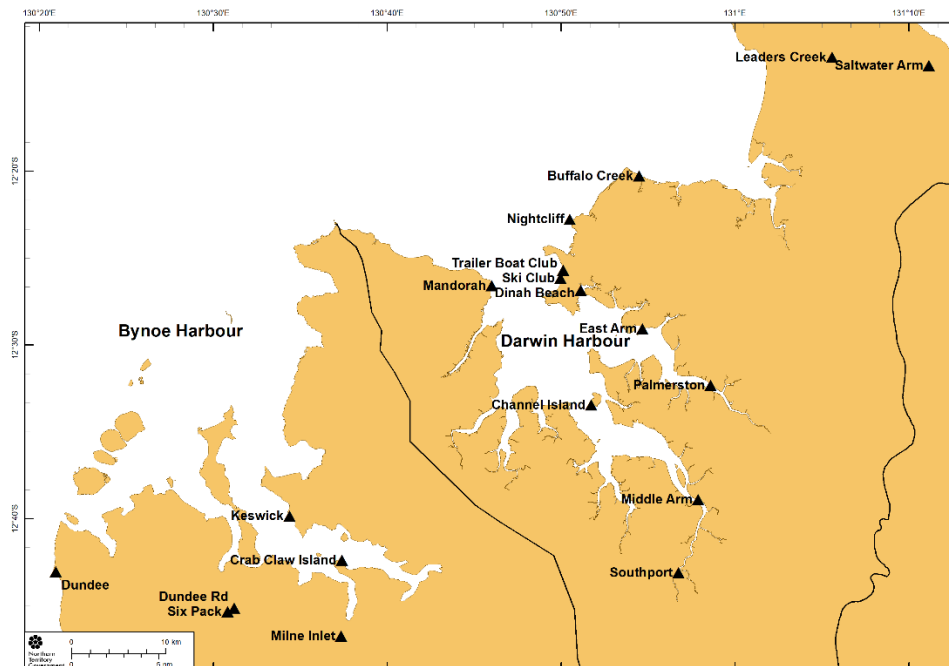 130°20'E 130°30'E 130°40'E 130°50'E 131°E 131°10'E
Leaders Creek
Saltwater Arm
12°20'S
Buffalo Creek
Nightcliff
Trailer Boat Club
Ski Club
Mandorah
Dinah Beach
Bynoe Harbour
East Arm
12°30'S
Darwin Harbour
Palmerston
Channel Island
Middle Arm
12°40'S
Keswick
Crab Claw Island
Southport
Dundee
Dundee Rd
Six Pack
Milne Inlet
0 10 km
Northern
Territory
Government
0 5 nm